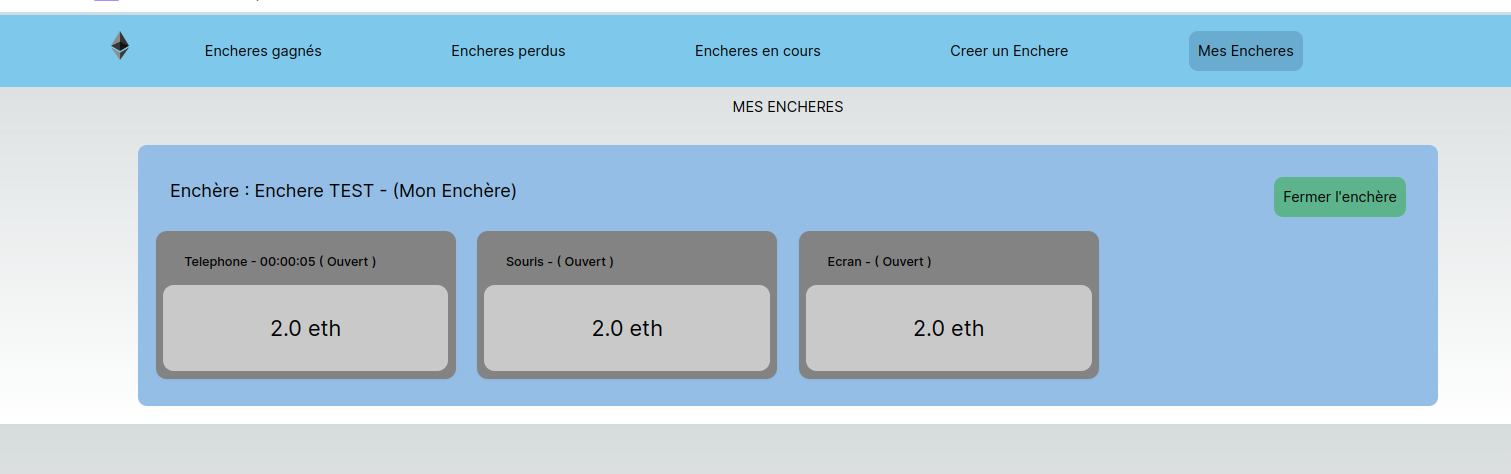 Encheres gagnés
Encheres perdus
Encheres en cours
Creer un Enchere
Mes Encheres
MES ENCHERES
Enchère : Enchere TEST - (Mon Enchère)
Fermer l'enchère
Telephone - 00:00:05 ( Ouvert )
Souris - ( Ouvert )
Ecran - ( Ouvert )
2.0 eth
2.0 eth
2.0 eth